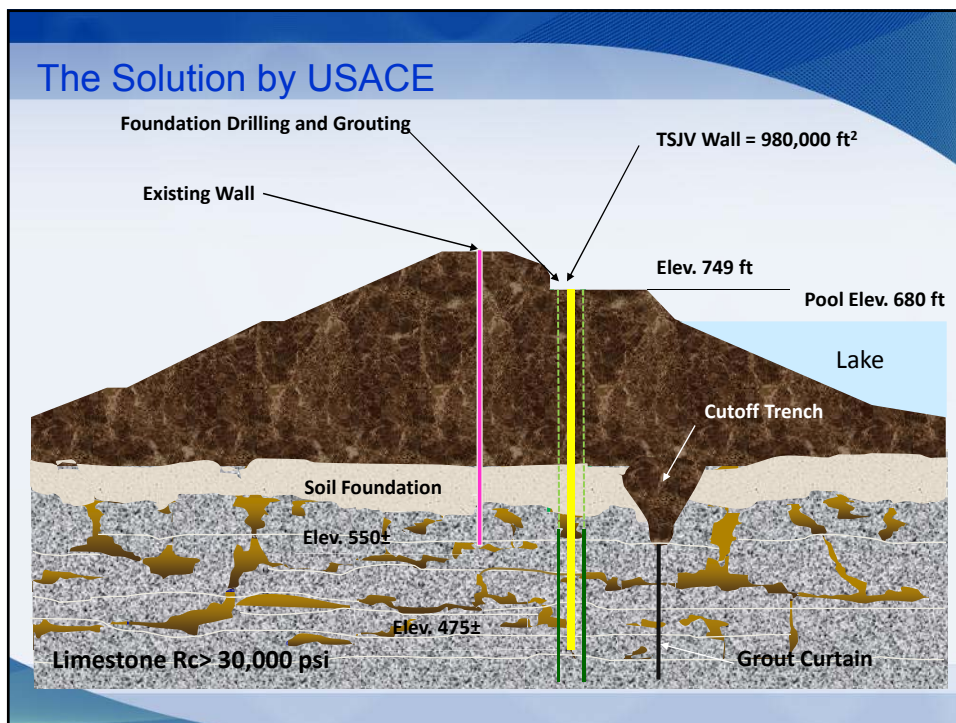 The Solution by USACE
Foundation Drilling and Grouting
TSJV Wall = 980,000 ft²
Existing Wall
Elev. 749 ft
Pool Elev. 680 ft
Lake
Cutoff Trench
Soil Foundation
Elev. 550±
Elev. 475±
Limestone Rc> 30,000 psi
Grout Curtain